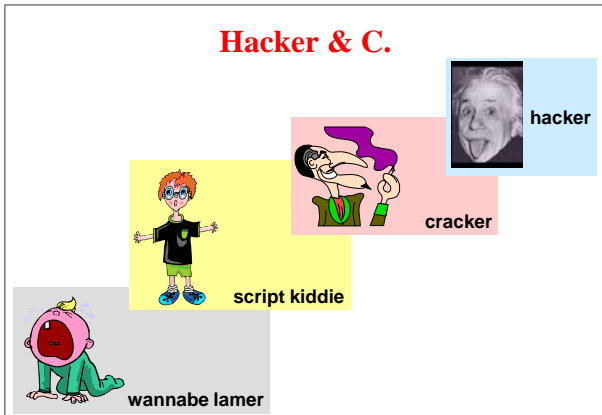 Hacker & C.
hacker
cracker
script kiddie
wannabe lamer